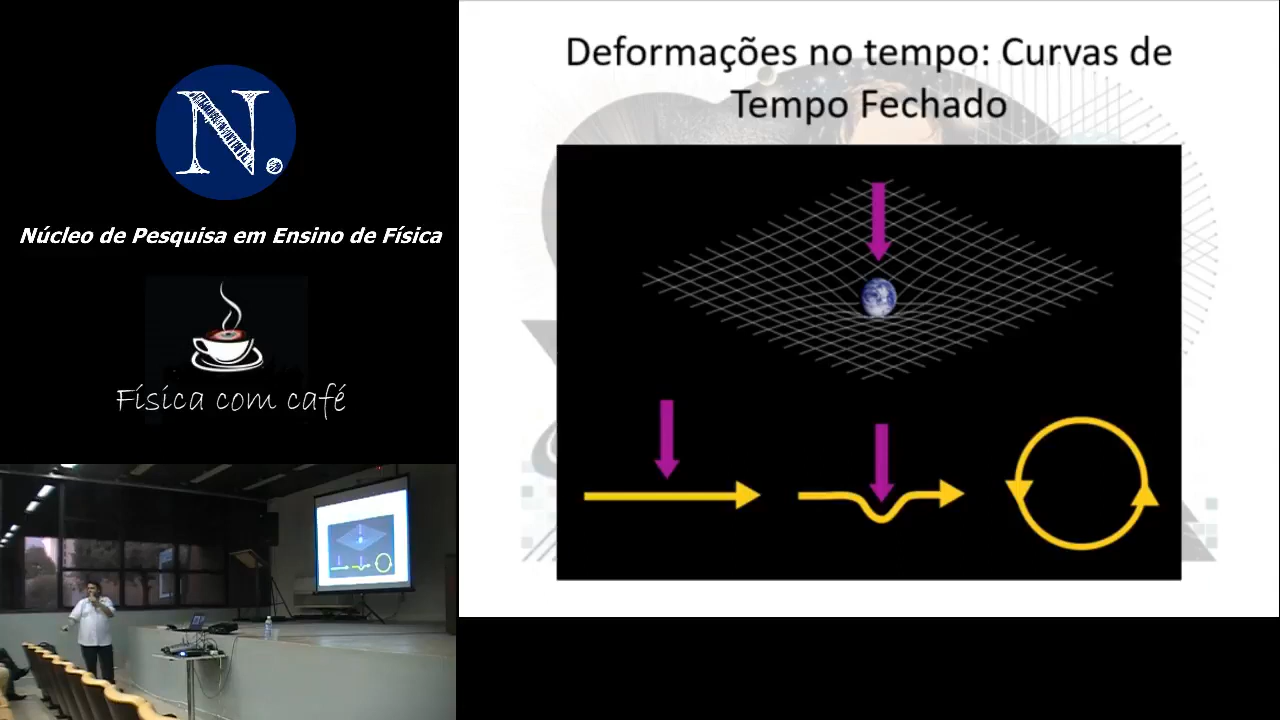 N.
Núcleo de Pesquisa em Ensino de Física
Física com café
Deformações no tempo: Curvas de
Tempo Fechado